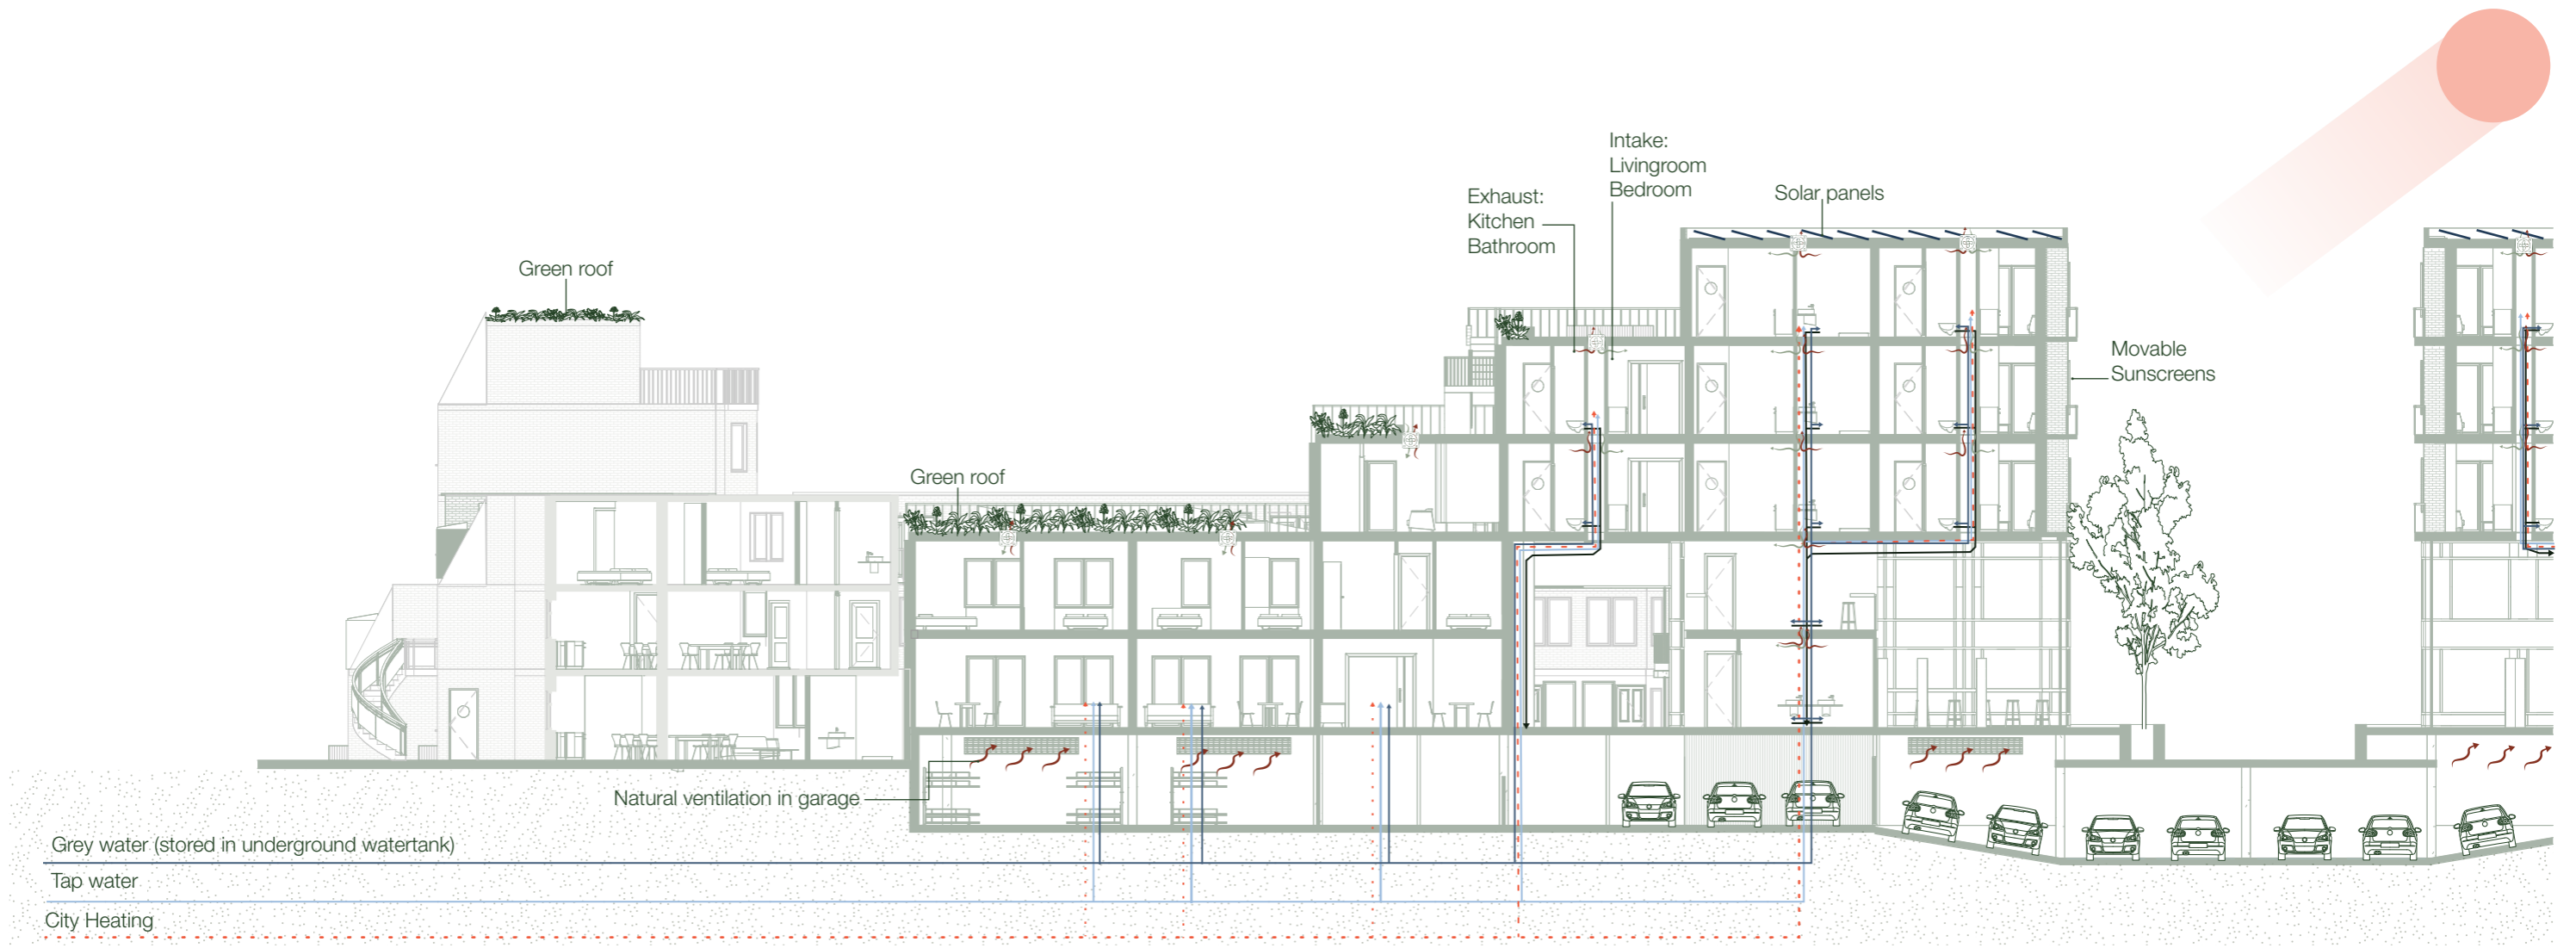 Intake:
Livingroom
Bedroom
Exhaust:
Kitchen
Bathroom
Solar panels
Green roof
Movable
Sunscreens
Green roof
Natural ventilation in garage
Grey water (stored in underground watertank)
Tap water
City Heating